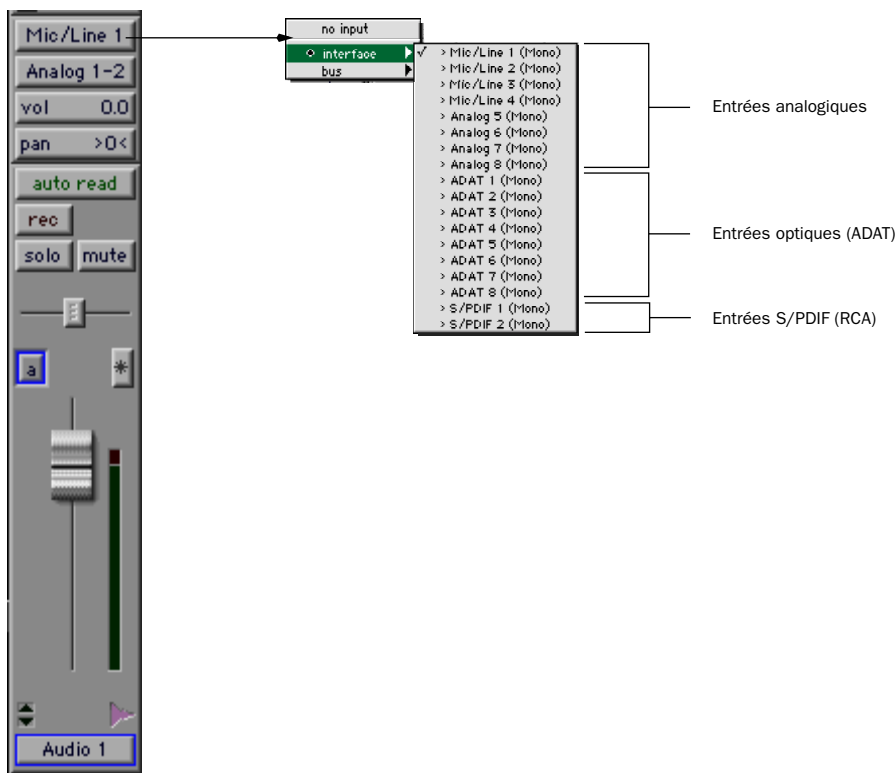 Mic/Line 1
Analog 1-2
vol 0.0
pan >0<
auto read
rec
solo mute
a *
Audio 1
no input
interface
bus
✓ > Mic/Line 1 (Mono)
> Mic/Line 2 (Mono)
> Mic/Line 3 (Mono)
> Mic/Line 4 (Mono)
> Analog 5 (Mono)
> Analog 6 (Mono)
> Analog 7 (Mono)
> Analog 8 (Mono)
> ADAT 1 (Mono)
> ADAT 2 (Mono)
> ADAT 3 (Mono)
> ADAT 4 (Mono)
> ADAT 5 (Mono)
> ADAT 6 (Mono)
> ADAT 7 (Mono)
> ADAT 8 (Mono)
> S/PDIF 1 (Mono)
> S/PDIF 2 (Mono)
Entrées analogiques
Entrées optiques (ADAT)
Entrées S/PDIF (RCA)